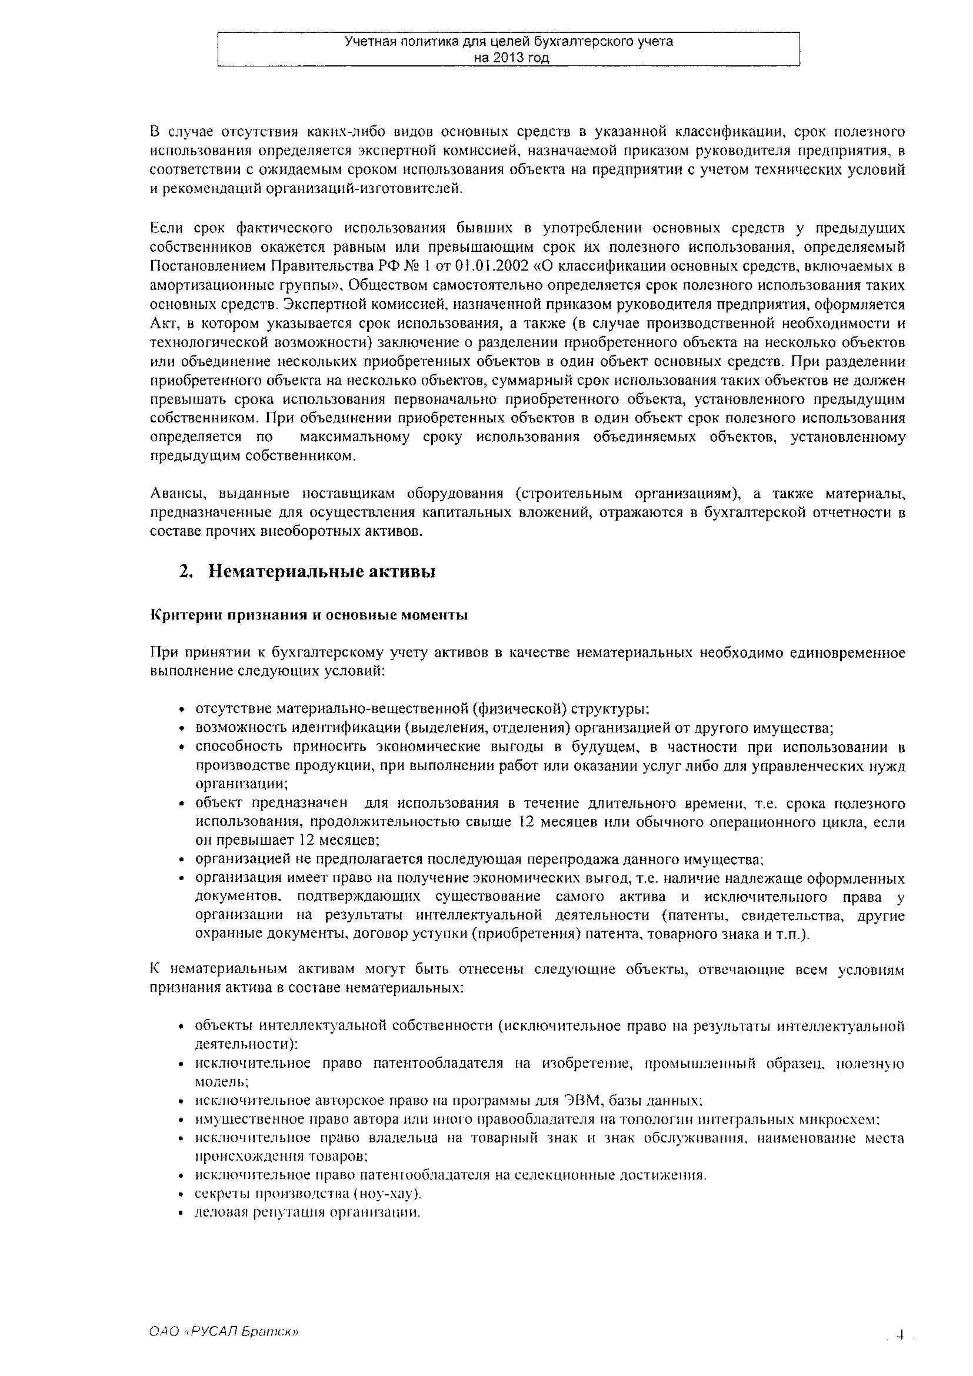 Учетная политика для целей бухгалтерского учета
на 2013 год
В случае отсутствия каких-либо видов основных средств в указанной классификации, срок полезного
использования определяется экспертной комиссией, назначаемой приказом руководителя предприятия, в
соответствии с ожидаемым сроком использования объекта на предприятии с учетом технических условий
и рекомендаций организаций-изготовителей.
Если срок фактического использования бывших в употреблении основных средств у предыдущих
собственников окажется равным или превышающим срок их полезного использования, определяемый
Постановлением Правительства РФ № 1 от 01.01.2002 «О классификации основных средств, включаемых в
амортизационные группы», Обществом самостоятельно определяется срок полезного использования таких
основных средств. Экспертной комиссией, назначенной приказом руководителя предприятия, оформляется
Акт, в котором указывается срок использования, а также (в случае производственной необходимости и
технологической возможности) заключение о разделении приобретенного объекта на несколько объектов
или объединение нескольких приобретенных объектов в один объект основных средств. При разделении
приобретенного объекта на несколько объектов, суммарный срок использования таких объектов не должен
превышать срока использования первоначально приобретенного объекта, установленного предыдущим
собственником. При объединении приобретенных объектов в один объект срок полезного использования
определяется по максимальному сроку использования объединяемых объектов, установленному
предыдущим собственником.
Авансы, выданные поставщикам оборудования (строительным организациям), а также материалы,
предназначенные для осуществления капитальных вложений, отражаются в бухгалтерской отчетности в
составе прочих внеоборотных активов.
2. Нематериальные активы
Критерии признания и основные моменты
При принятии к бухгалтерскому учету активов в качестве нематериальных необходимо единовременное
выполнение следующих условий:
• отсутствие материально-вещественной (физической) структуры;
• возможность идентификации (выделения, отделения) организацией от другого имущества;
• способность приносить экономические выгоды в будущем, в частности при использовании в
производстве продукции, при выполнении работ или оказании услуг либо для управленческих нужд
организации;
• объект предназначен для использования в течение длительного времени, т.е. срока полезного
использования, продолжительностью свыше 12 месяцев или обычного операционного цикла, если
он превышает 12 месяцев;
• организацией не предполагается последующая перепродажа данного имущества;
• организация имеет право на получение экономических выгод, т.е. наличие надлежаще оформленных
документов, подтверждающих существование самого актива и исключительного права у
организации на результаты интеллектуальной деятельности (патенты, свидетельства, другие
охранные документы, договор уступки (приобретения) патента, товарного знака и т.п.).
К нематериальным активам могут быть отнесены следующие объекты, отвечающие всем условиям
признания актива в составе нематериальных:
• объекты интеллектуальной собственности (исключительное право на результаты интеллектуальной
деятельности):
• исключительное право патентообладателя на изобретение, промышленный образец, полезную
модель;
• исключительное авторское право на программы для ЭВМ, базы данных;
• имущественное право автора или иного правообладателя на топологии интегральных микросхем;
• исключительное право владельца на товарный знак и знак обслуживания, наименование места
происхождения товаров;
• исключительное право патентообладателя на селекционные достижения.
• секреты производства (ноу-хау).
• деловая репутация организации.
ОАО «РУСАЛ Братск»
4